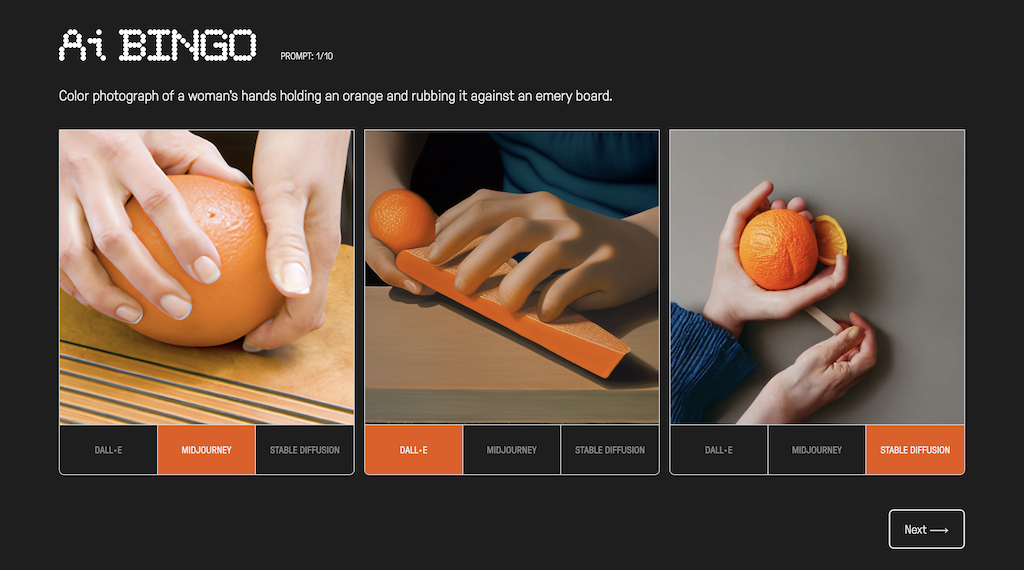 Ai BINGO
PROMPT: 1/10
Color photograph of a woman's hands holding an orange and rubbing it against an emery board.
DALL·E MIDJOURNEY STABLE DIFFUSION
DALL·E MIDJOURNEY STABLE DIFFUSION
DALL·E MIDJOURNEY STABLE DIFFUSION
Next ⟶